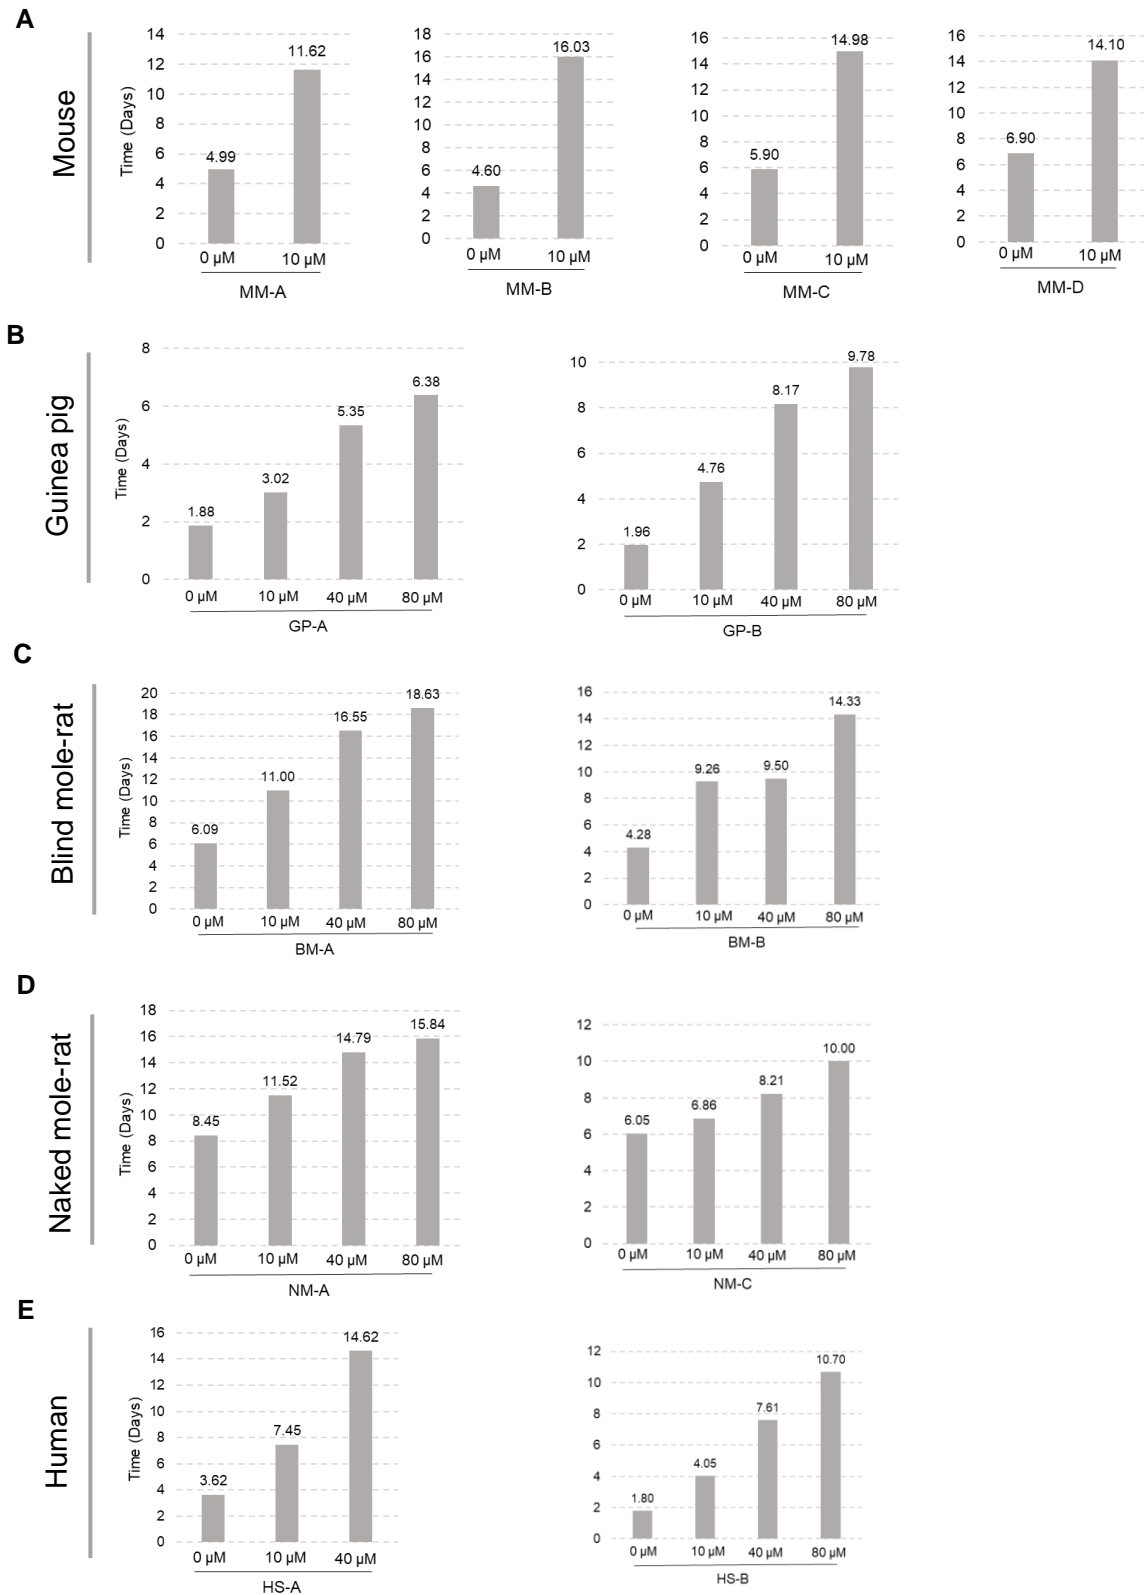 A
Mouse
Time (Days)
14
12
10
8
6
4
2
0
4.99
11.62
0 µM
10 µM
MM-A
18
16
14
12
10
8
6
4
2
0
4.60
16.03
0 µM
10 µM
MM-B
16
14
12
10
8
6
4
2
0
5.90
14.98
0 µM
10 µM
MM-C
16
14
12
10
8
6
4
2
0
6.90
14.10
0 µM
10 µM
MM-D
B
Guinea pig
Time (Days)
8
6
4
2
0
1.88
3.02
5.35
6.38
0 µM
10 µM
40 µM
80 µM
GP-A
10
8
6
4
2
0
1.96
4.76
8.17
9.78
0 µM
10 µM
40 µM
80 µM
GP-B
C
Blind mole-rat
Time (Days)
20
18
16
14
12
10
8
6
4
2
0
6.09
11.00
16.55
18.63
0 µM
10 µM
40 µM
80 µM
BM-A
16
14
12
10
8
6
4
2
0
4.28
9.26
9.50
14.33
0 µM
10 µM
40 µM
80 µM
BM-B
D
Naked mole-rat
Time (Days)
18
16
14
12
10
8
6
4
2
0
8.45
11.52
14.79
15.84
0 µM
10 µM
40 µM
80 µM
NM-A
12
10
8
6
4
2
0
6.05
6.86
8.21
10.00
0 µM
10 µM
40 µM
80 µM
NM-C
E
Human
Time (Days)
16
14
12
10
8
6
4
2
0
3.62
7.45
14.62
0 µM
10 µM
40 µM
HS-A
12
10
8
6
4
2
0
1.80
4.05
7.61
10.70
0 µM
10 µM
40 µM
80 µM
HS-B